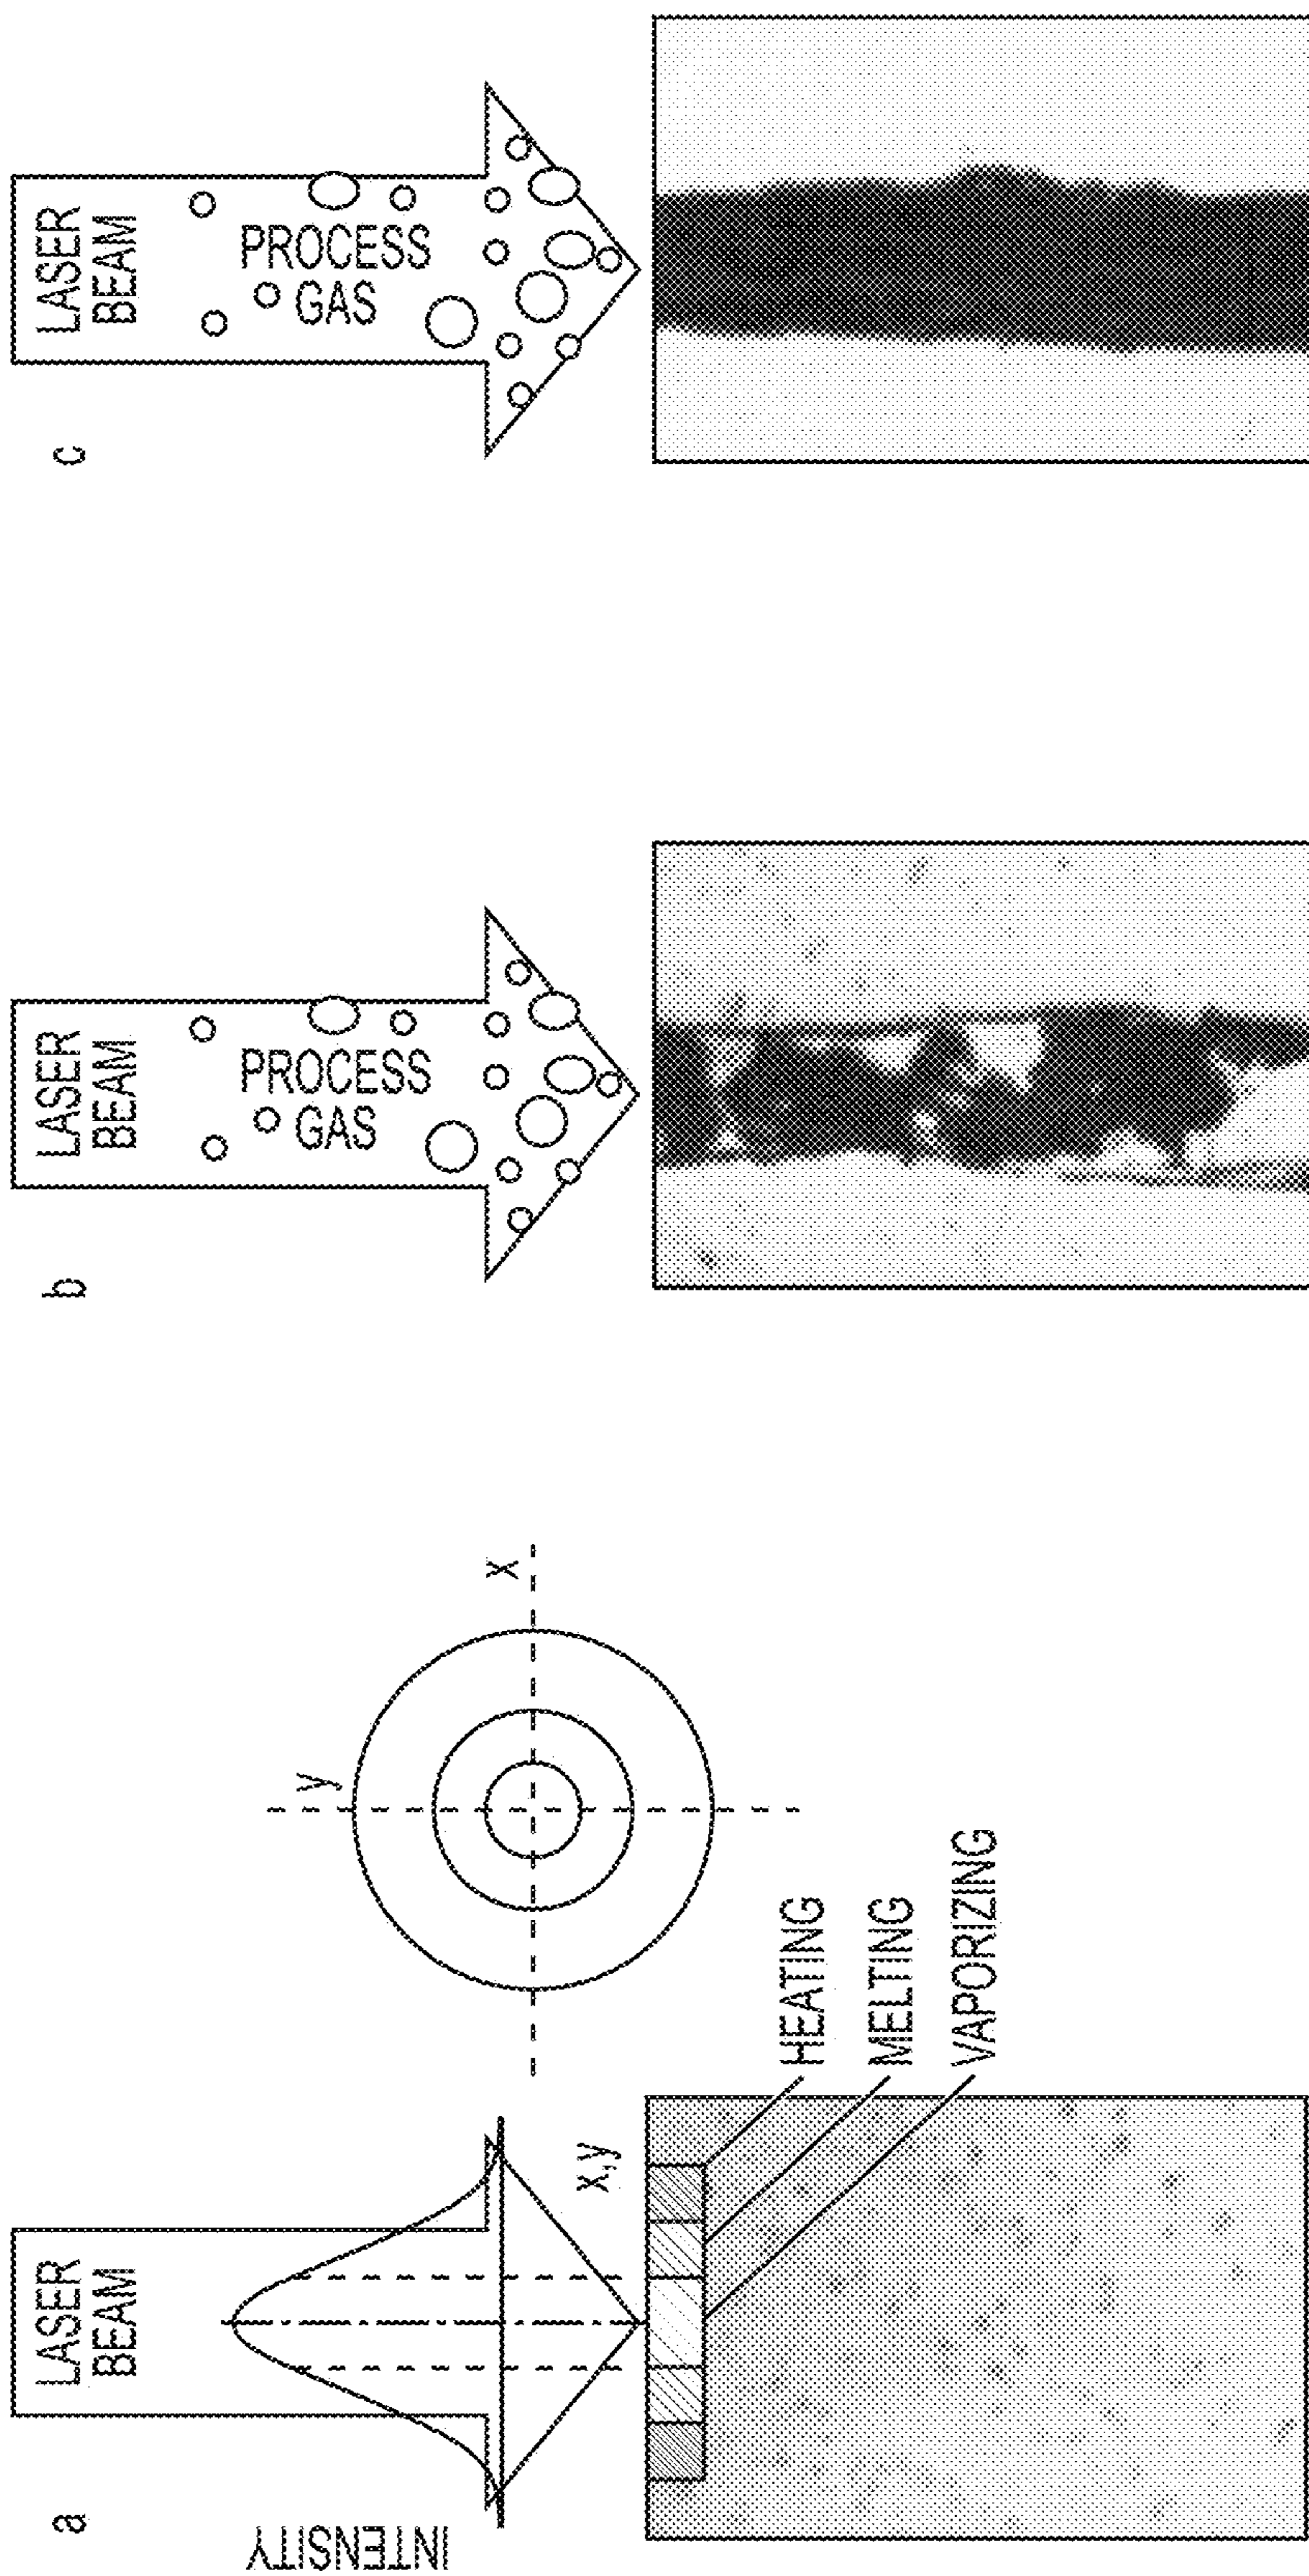 a
LASER
BEAM
INTENSITY
x,y
y
x
HEATING
MELTING
VAPORIZING
b
LASER
BEAM
PROCESS
GAS
c
LASER
BEAM
PROCESS
GAS